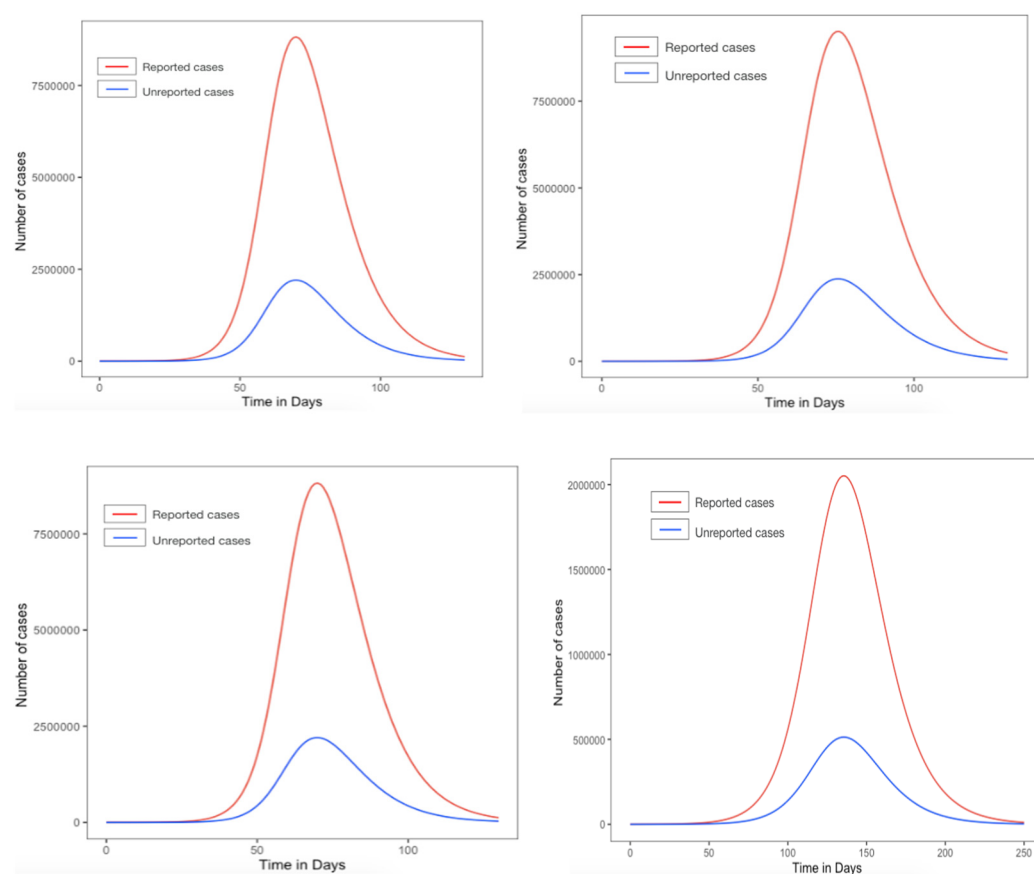 Reported cases
Unreported cases
7500000
5000000
2500000
0
Number of cases
0 50 100
Time in Days
Reported cases
Unreported cases
7500000
5000000
2500000
0
Number of cases
0 50 100
Time in Days
Reported cases
Unreported cases
7500000
5000000
2500000
0
Number of cases
0 50 100
Time in Days
Reported cases
Unreported cases
2000000
1500000
1000000
500000
0
Number of cases
0 50 100 150 200 250
Time in Days